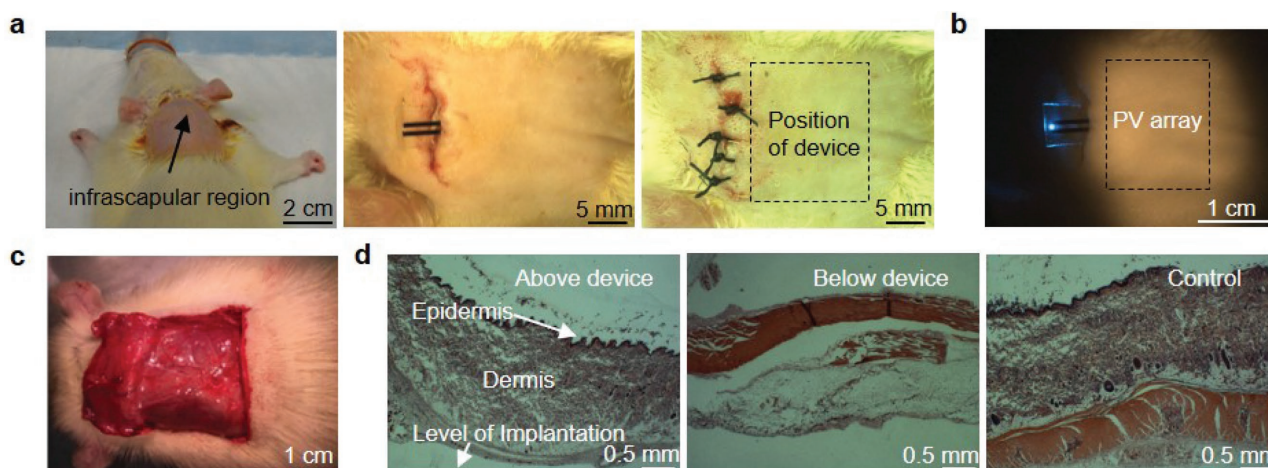 a
infrascapular region
2 cm
5 mm
Position
of device
5 mm
b
PV array
1 cm
c
1 cm
d
Above device
Epidermis
Dermis
Level of Implantation
0.5 mm
Below device
0.5 mm
Control
0.5 mm